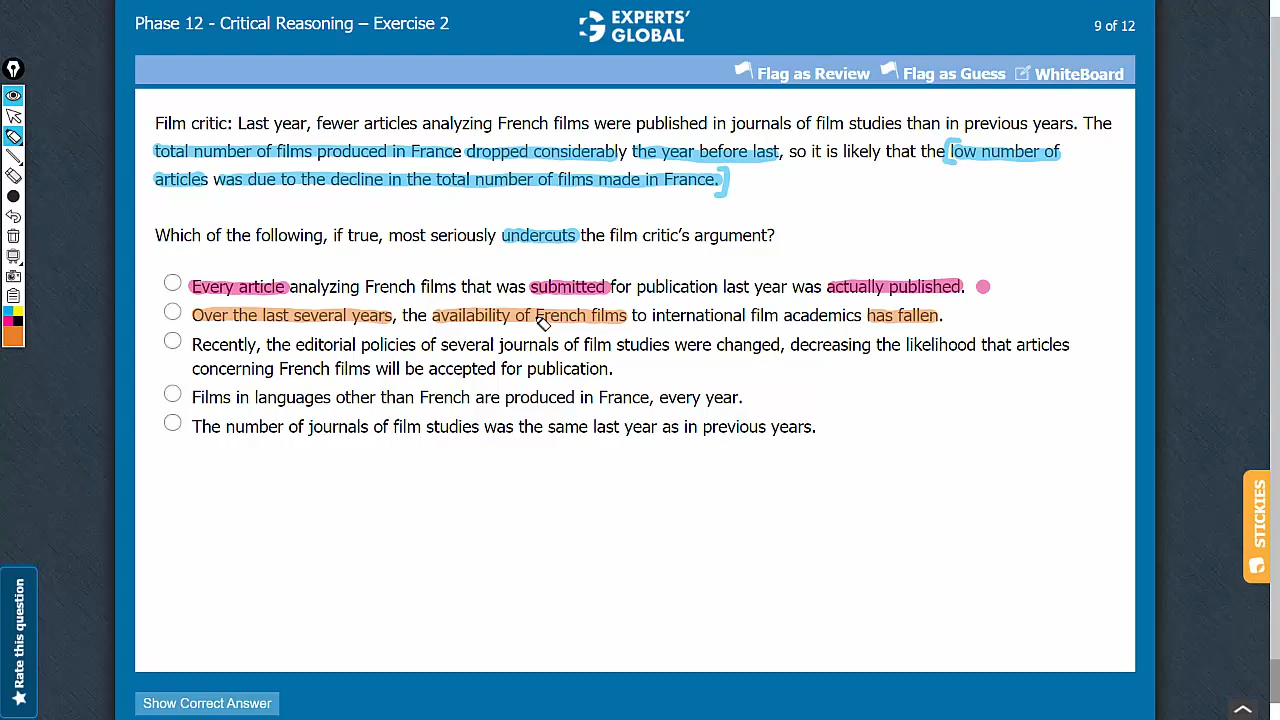 Phase 12 - Critical Reasoning – Exercise 2
EXPERTS'
GLOBAL
9 of 12
Flag as Review
Flag as Guess
WhiteBoard
Film critic: Last year, fewer articles analyzing French films were published in journals of film studies than in previous years. The
total number of films produced in France dropped considerably the year before last, so it is likely that the low number of
articles was due to the decline in the total number of films made in France.
Which of the following, if true, most seriously undercuts the film critic's argument?
Every article analyzing French films that was submitted for publication last year was actually published.
Over the last several years, the availability of French films to international film academics has fallen.
Recently, the editorial policies of several journals of film studies were changed, decreasing the likelihood that articles
concerning French films will be accepted for publication.
Films in languages other than French are produced in France, every year.
The number of journals of film studies was the same last year as in previous years.
STICKIES
Rate this question
Show Correct Answer